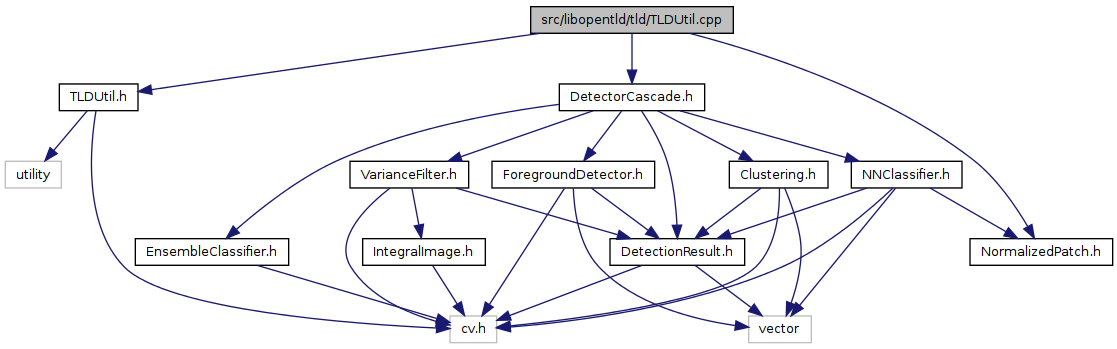 src/libopentld/tld/TLDUtil.cpp
TLDUtil.h
DetectorCascade.h
utility
VarianceFilter.h
ForegroundDetector.h
Clustering.h
NNClassifier.h
EnsembleClassifier.h
IntegralImage.h
DetectionResult.h
NormalizedPatch.h
cv.h
vector